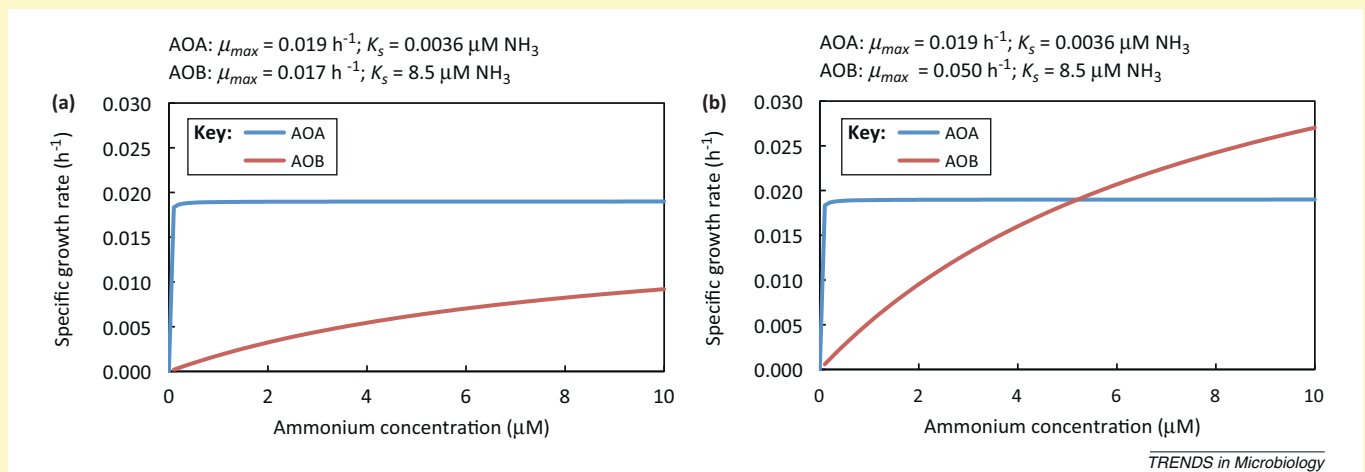 AOA: μmax = 0.019 h-1; Ks = 0.0036 μM NH3
AOB: μmax = 0.017 h-1; Ks = 8.5 μM NH3
(a)
0.030
0.025
0.020
0.015
0.010
0.005
0.000
Specific growth rate (h-1)
Key:
AOA
AOB
0 2 4 6 8 10
Ammonium concentration (μM)
AOA: μmax = 0.019 h-1; Ks = 0.0036 μM NH3
AOB: μmax = 0.050 h-1; Ks = 8.5 μM NH3
(b)
0.030
0.025
0.020
0.015
0.010
0.005
0.000
Specific growth rate (h-1)
Key:
AOA
AOB
0 2 4 6 8 10
Ammonium concentration (μM)
TRENDS in Microbiology